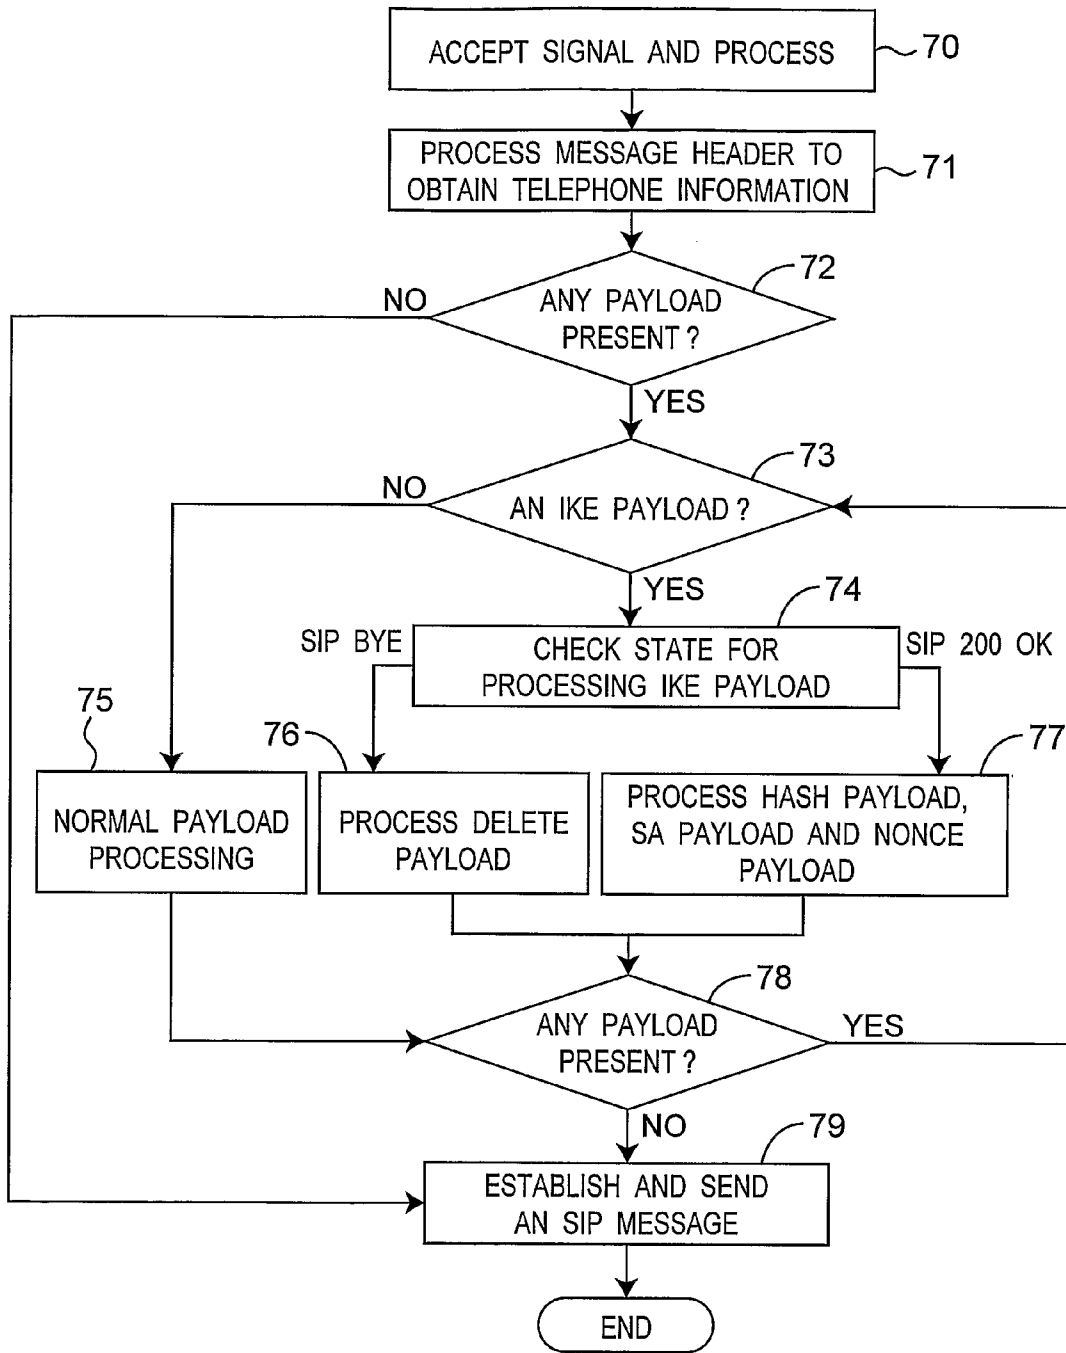 ACCEPT SIGNAL AND PROCESS
70
PROCESS MESSAGE HEADER TO
OBTAIN TELEPHONE INFORMATION
71
72
NO
ANY PAYLOAD
PRESENT ?
YES
73
NO
AN IKE PAYLOAD ?
YES
74
SIP BYE
CHECK STATE FOR
PROCESSING IKE PAYLOAD
SIP 200 OK
75
76
77
NORMAL PAYLOAD
PROCESSING
PROCESS DELETE
PAYLOAD
PROCESS HASH PAYLOAD,
SA PAYLOAD AND NONCE
PAYLOAD
78
ANY PAYLOAD
PRESENT ?
YES
NO
79
ESTABLISH AND SEND
AN SIP MESSAGE
END